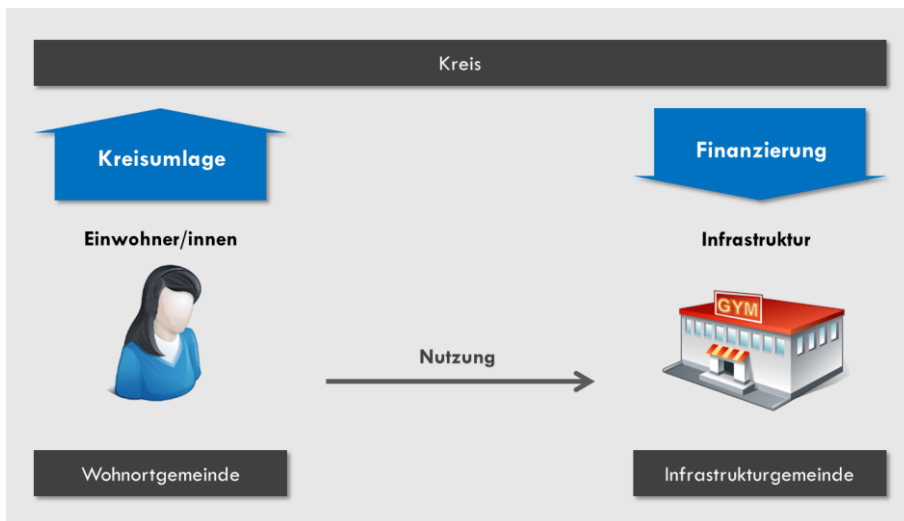 Kreis
Kreisumlage
Finanzierung
Einwohner/innen
Infrastruktur
GYM
Nutzung
Wohnortgemeinde
Infrastrukturgemeinde